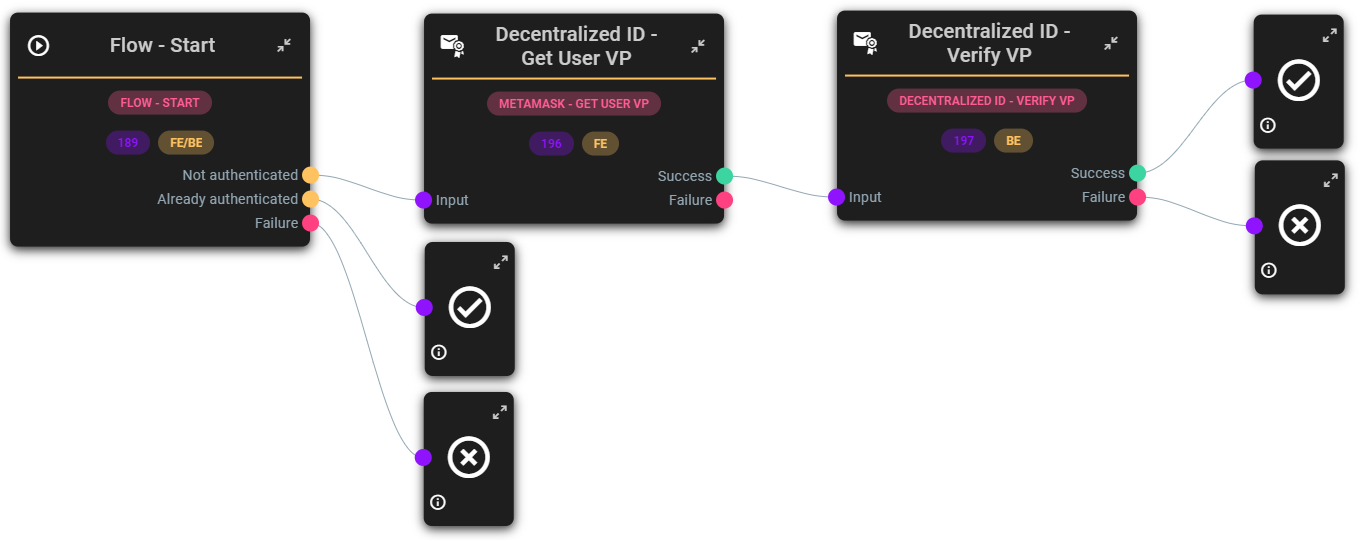 Flow - Start
FLOW - START
189
FE/BE
Not authenticated
Already authenticated
Failure
Decentralized ID -
Get User VP
METAMASK - GET USER VP
196
FE
Success
Input
Failure
Decentralized ID -
Verify VP
DECENTRALIZED ID - VERIFY VP
197
BE
Success
Input
Failure